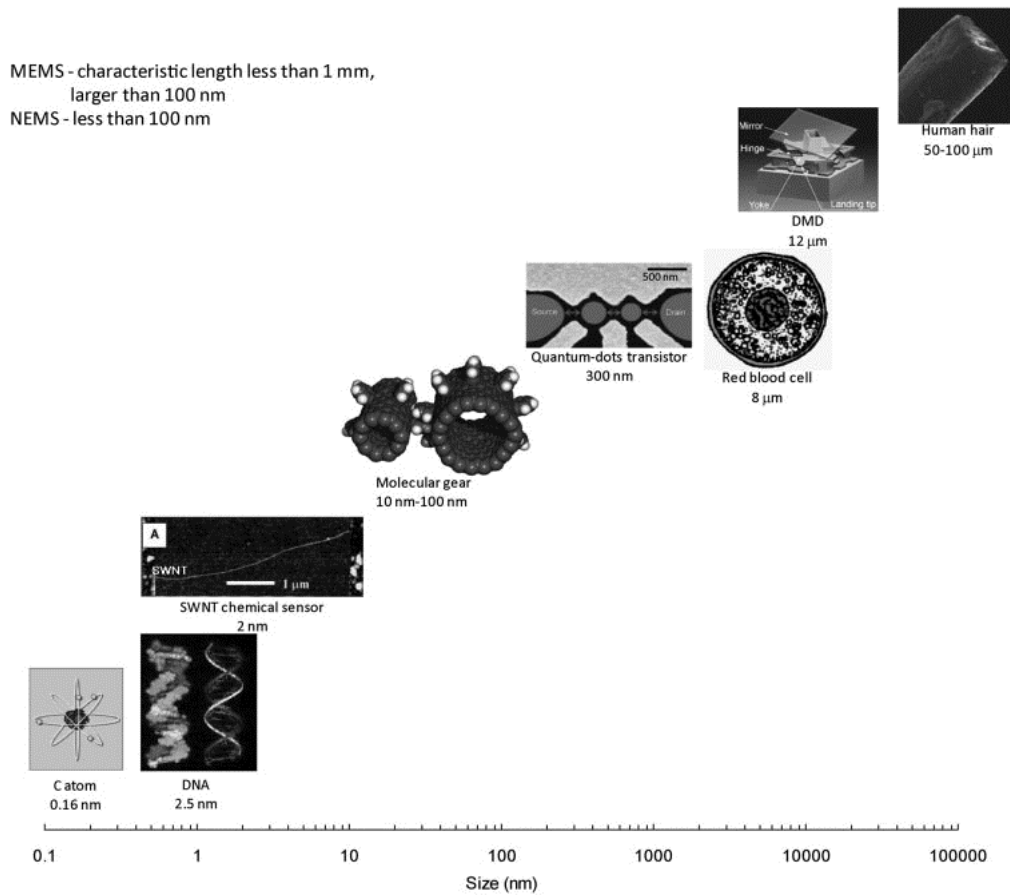 MEMS - characteristic length less than 1 mm,
larger than 100 nm
NEMS - less than 100 nm
Human hair
50-100 μm
Mirror
Hinge
Yoke
Landing tip
DMD
12 μm
500 nm
Source
Drain
Quantum-dots transistor
300 nm
Red blood cell
8 μm
Molecular gear
10 nm-100 nm
A
SWNT
1 μm
SWNT chemical sensor
2 nm
C atom
0.16 nm
DNA
2.5 nm
0.1 1 10 100 1000 10000 100000
Size (nm)